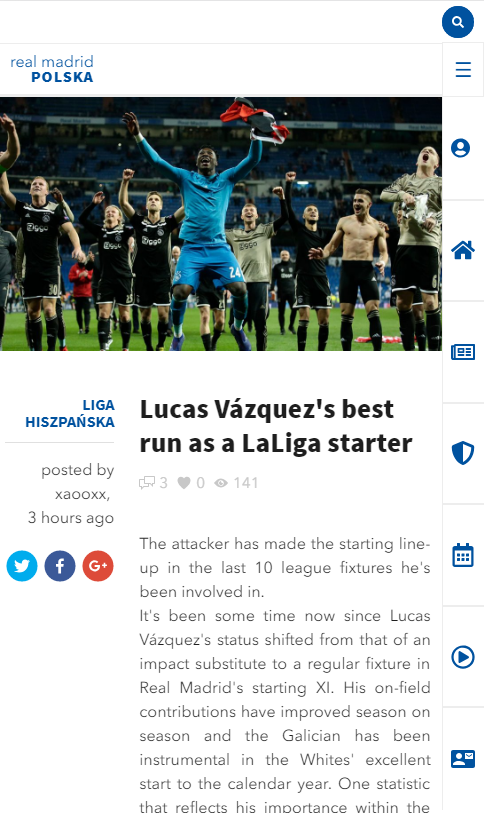 real madrid
POLSKA
Ziggo
Ziggo
Ziggo
30
24
LIGA
HISZPAŃSKA
posted by
xaooxx,
3 hours ago
Lucas Vázquez's best
run as a LaLiga starter
3 0 141
The attacker has made the starting line-
up in the last 10 league fixtures he's
been involved in.
It's been some time now since Lucas
Vázquez's status shifted from that of an
impact substitute to a regular fixture in
Real Madrid's starting XI. His on-field
contributions have improved season on
season and the Galician has been
instrumental in the Whites' excellent
start to the calendar year. One statistic
that reflects his importance within the